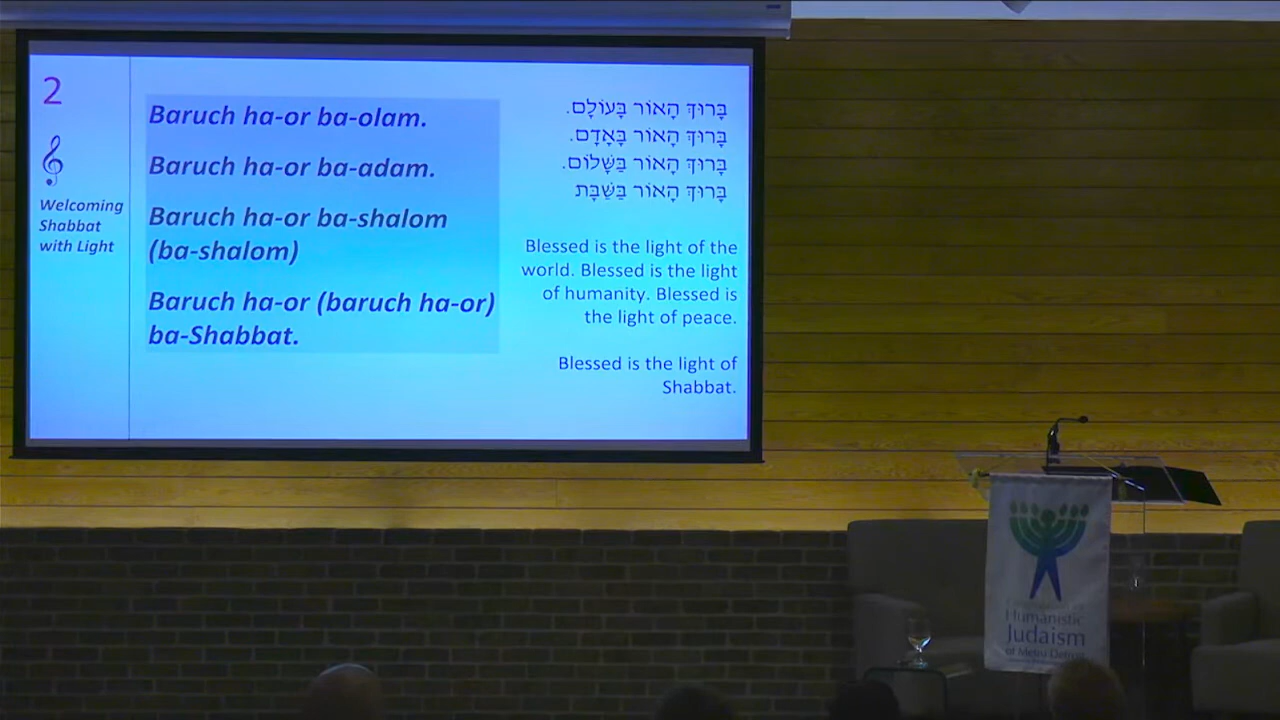 2
Welcoming
Shabbat
with Light
Baruch ha-or ba-olam.
Baruch ha-or ba-adam.
Baruch ha-or ba-shalom
(ba-shalom)
Baruch ha-or (baruch ha-or)
ba-Shabbat.
בָּרוּךְ הָאוֹר בָּעוֹלָם.
בָּרוּךְ הָאוֹר בָּאָדָם.
בָּרוּךְ הָאוֹר בַּשָּׁלוֹם.
בָּרוּךְ הָאוֹר בַּשַּׁבָּת
Blessed is the light of the
world. Blessed is the light
of humanity. Blessed is
the light of peace.
Blessed is the light of
Shabbat.
Humanistic
Judaism
of Metro Detroit